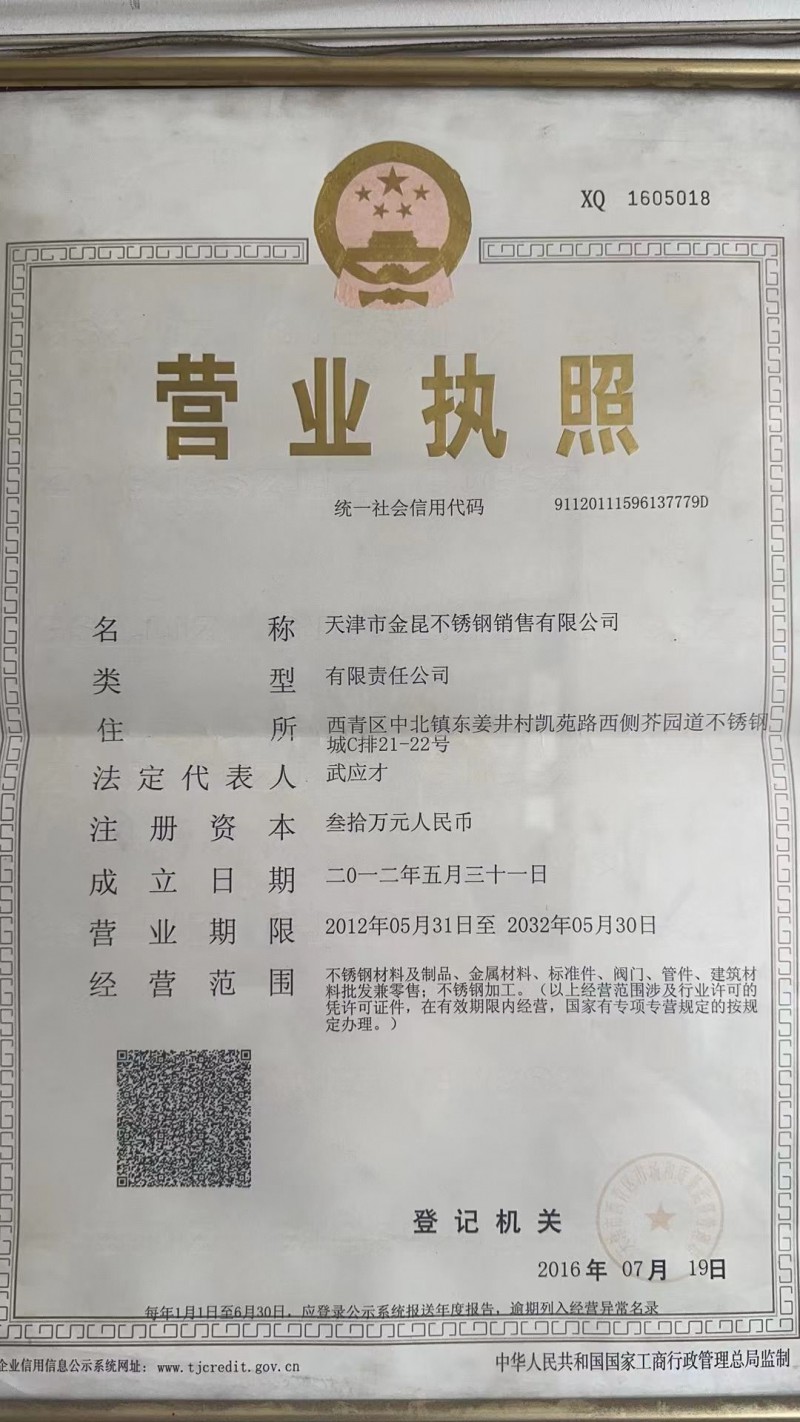 XQ 1605018
营业执照
统一社会信用代码 91120111596137779D
名称 天津市金昆不锈钢销售有限公司
类型 有限责任公司
住所 西青区中北镇东姜井村凯苑路西侧芥园道不锈钢
城C排21-22号
法定代表人 武应才
注册资本 叁拾万元人民币
成立日期 二0一二年五月三十一日
营业期限 2012年05月31日至 2032年05月30日
经营范围 不锈钢材料及制品、金属材料、标准件、阀门、管件、建筑材
料批发兼零售；不锈钢加工。（以上经营范围涉及行业许可的
凭许可证件，在有效期限内经营，国家有专项专营规定的按规
定办理。）
登记机关
2016年 07月 19日
每年1月1日至6月30日，应登录公示系统报送年度报告，逾期列入经营异常名录
企业信用信息公示系统网址：www.tjcredit.gov.cn
中华人民共和国国家工商行政管理总局监制